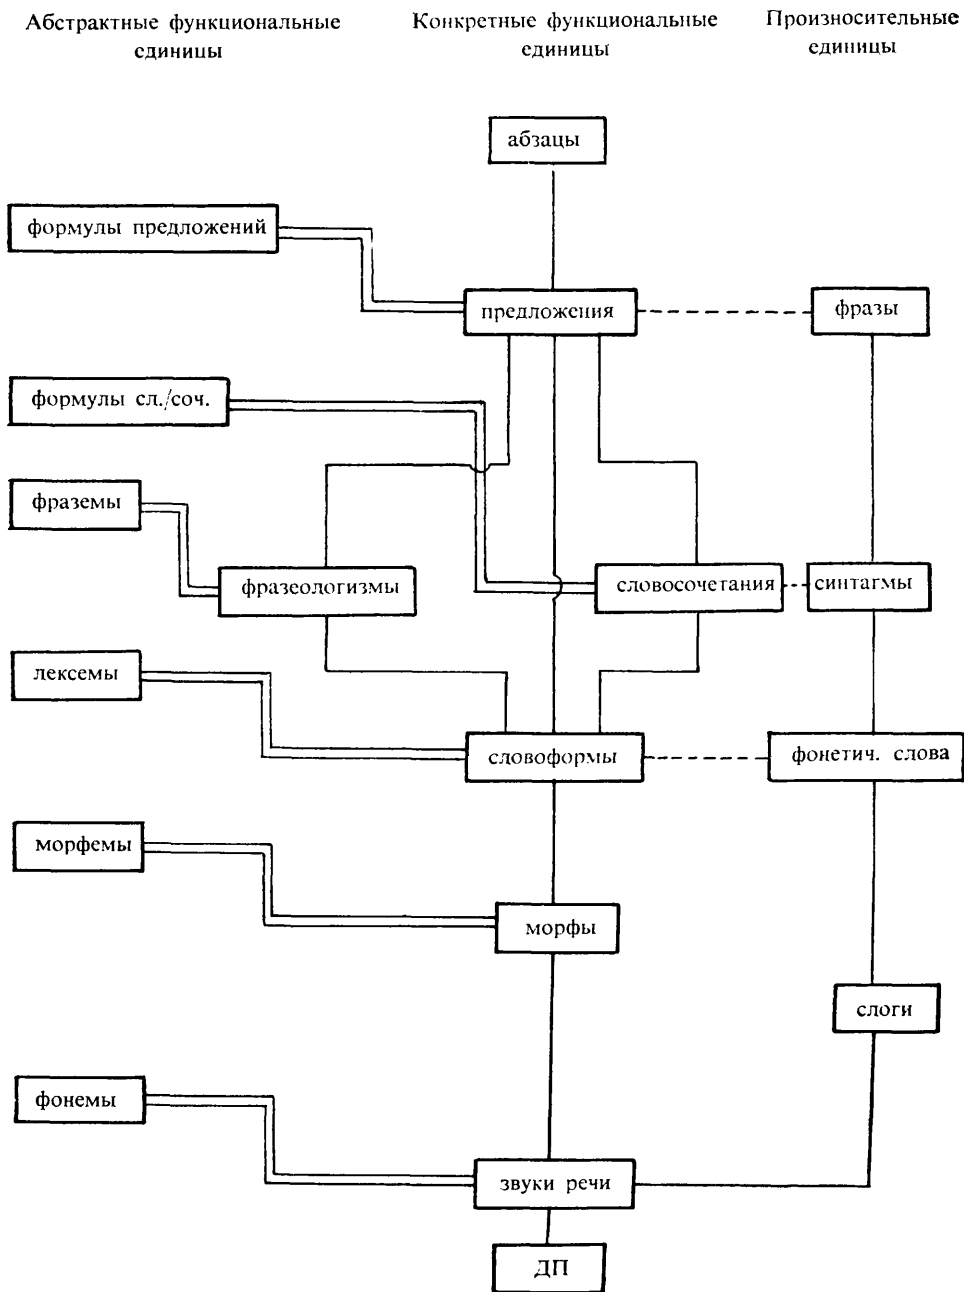 Абстрактные функциональные
единицы
Конкретные функциональные
единицы
Произносительные
единицы
абзацы
формулы предложений
предложения
фразы
формулы сл./соч.
фраземы
фразеологизмы
словосочетания
синтагмы
лексемы
словоформы
фонетич. слова
морфемы
морфы
слоги
фонемы
звуки речи
ДП